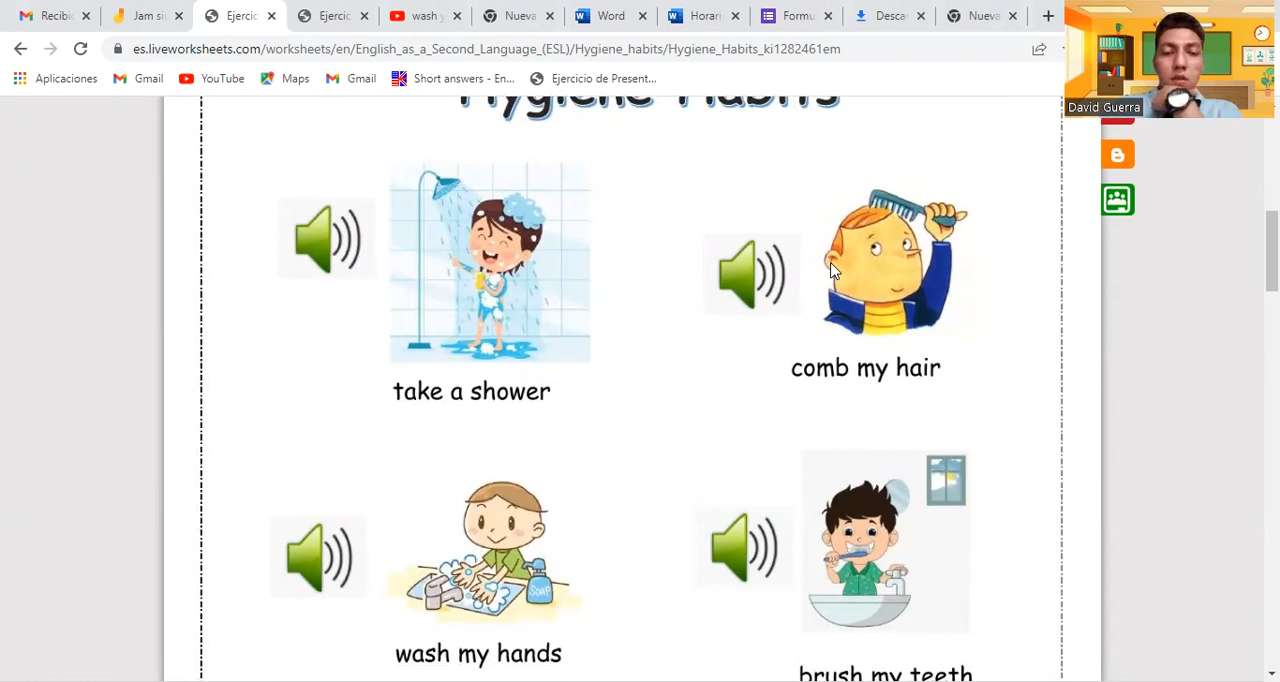 Recibi
Jam si
Ejercic
Ejercic
wash y
Nueva
Word
Horari
Formu
Desca
Nueva
es.liveworksheets.com/worksheets/en/English_as_a_Second_Language_(ESL)/Hygiene_habits/Hygiene_Habits_ki1282461em
Aplicaciones
Gmail
YouTube
Maps
Gmail
Short answers - En...
Ejercicio de Present...
David Guerra
Hygiene Habits
take a shower
comb my hair
SOAP
wash my hands
brush my teeth